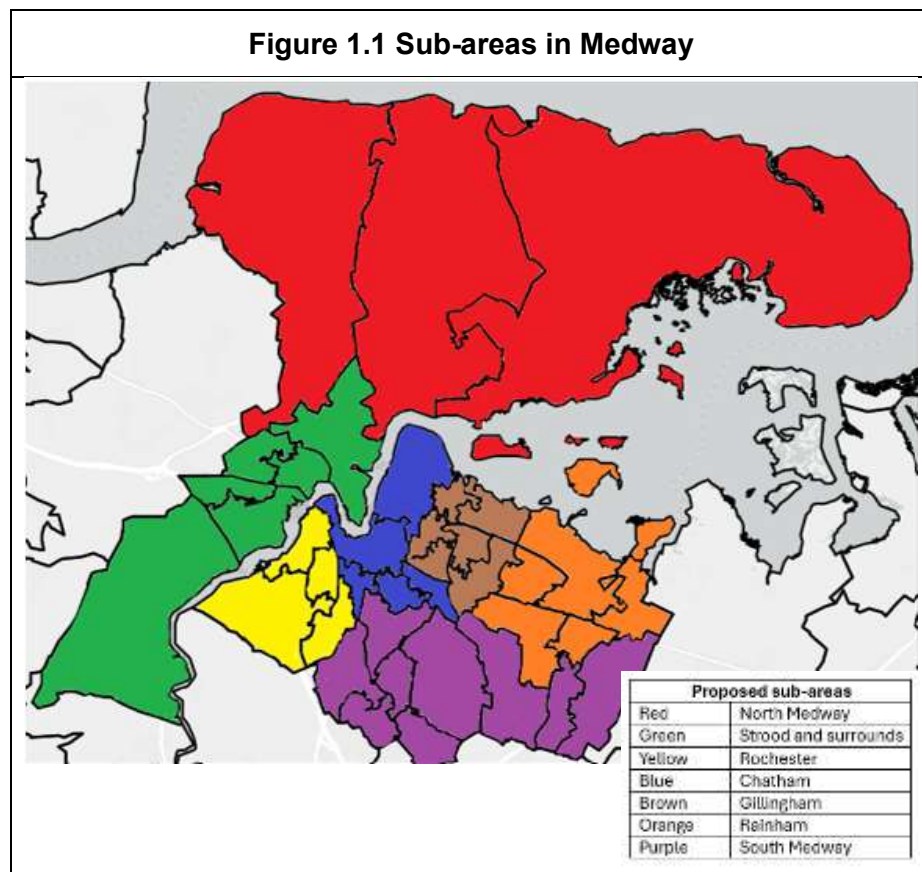 Figure 1.1 Sub-areas in Medway
Proposed sub-areas
Red North Medway
Green Strood and surrounds
Yellow Rochester
Blue Chatham
Brown Gillingham
Orange Rainham
Purple South Medway